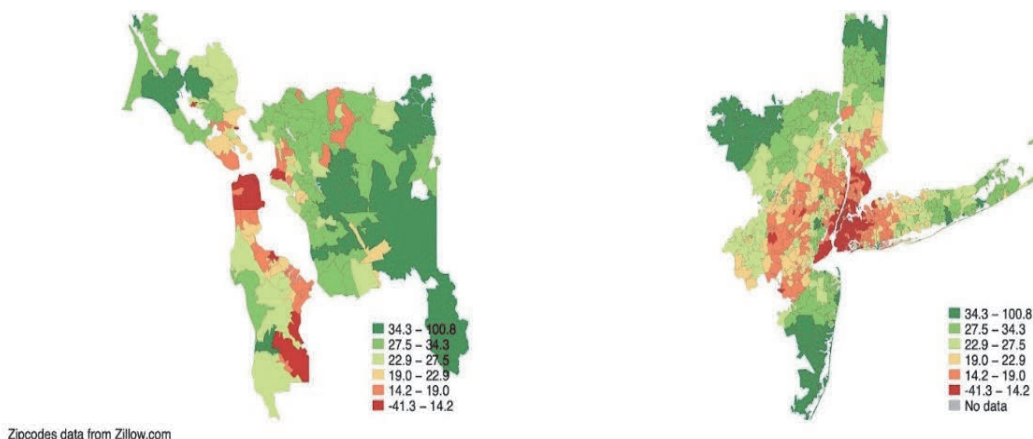 34.3 – 100.8
27.5 – 34.3
22.9 – 27.5
19.0 – 22.9
14.2 – 19.0
-41.3 – 14.2
34.3 – 100.8
27.5 – 34.3
22.9 – 27.5
19.0 – 22.9
14.2 – 19.0
-41.3 – 14.2
No data
Zipcodes data from Zillow.com